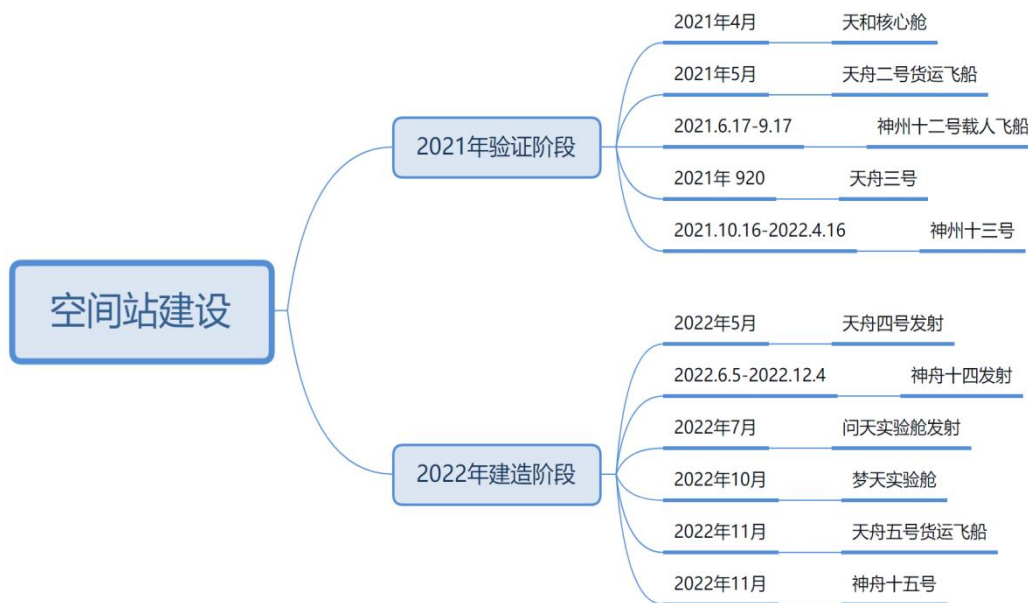 空间站建设
2021年验证阶段
2021年4月 天和核心舱
2021年5月 天舟二号货运飞船
2021.6.17-9.17 神州十二号载人飞船
2021年 920 天舟三号
2021.10.16-2022.4.16 神州十三号
2022年建造阶段
2022年5月 天舟四号发射
2022.6.5-2022.12.4 神舟十四发射
2022年7月 问天实验舱发射
2022年10月 梦天实验舱
2022年11月 天舟五号货运飞船
2022年11月 神舟十五号